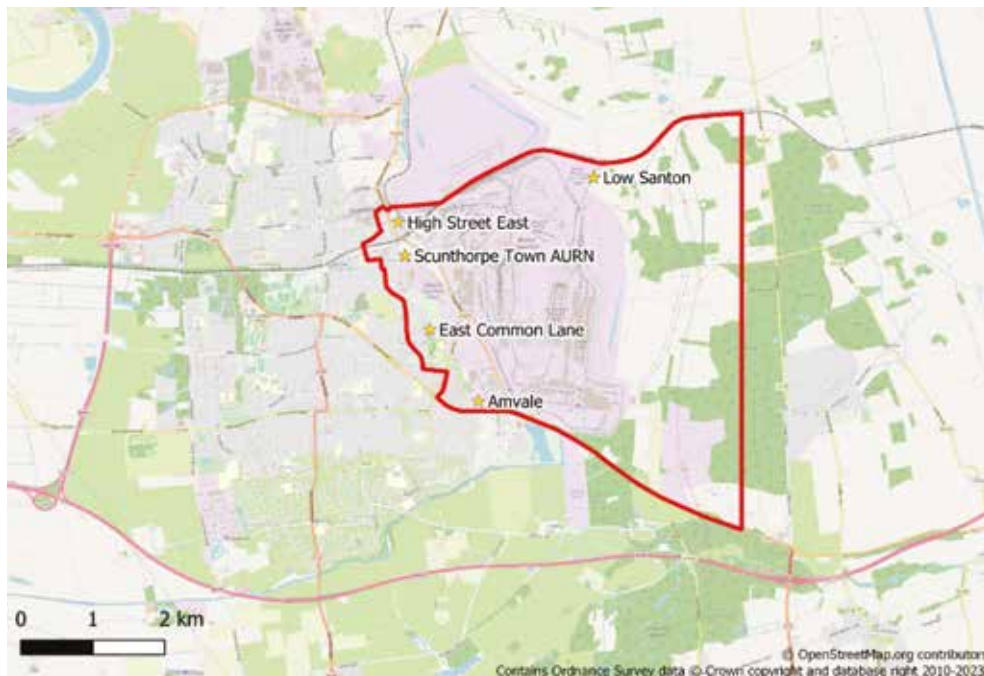 Low Santon
High Street East
Scunthorpe Town AURN
East Common Lane
Amvale
0 1 2 km
© OpenStreetMap.org contributors
Contains Ordnance Survey data © Crown copyright and database right 2010-2023